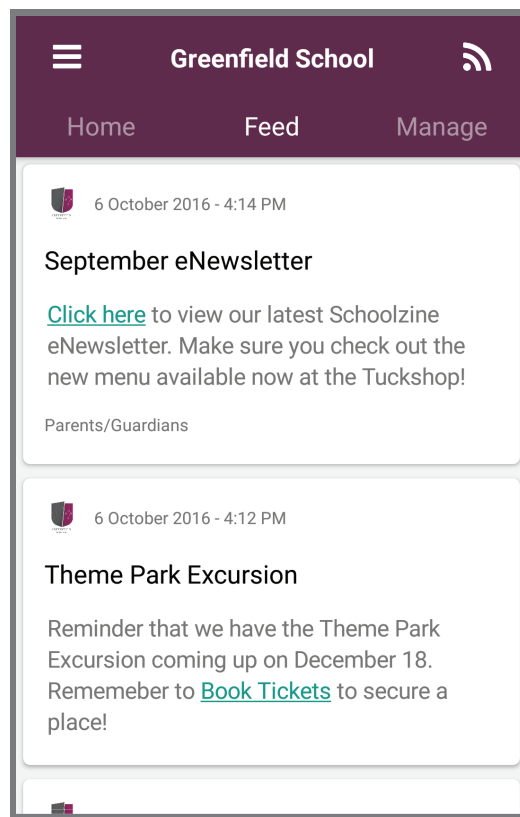 Greenfield School
Home Feed Manage
6 October 2016 - 4:14 PM
September eNewsletter
Click here to view our latest Schoolzine
eNewsletter. Make sure you check out the
new menu available now at the Tuckshop!
Parents/Guardians
6 October 2016 - 4:12 PM
Theme Park Excursion
Reminder that we have the Theme Park
Excursion coming up on December 18.
Rememeber to Book Tickets to secure a
place!